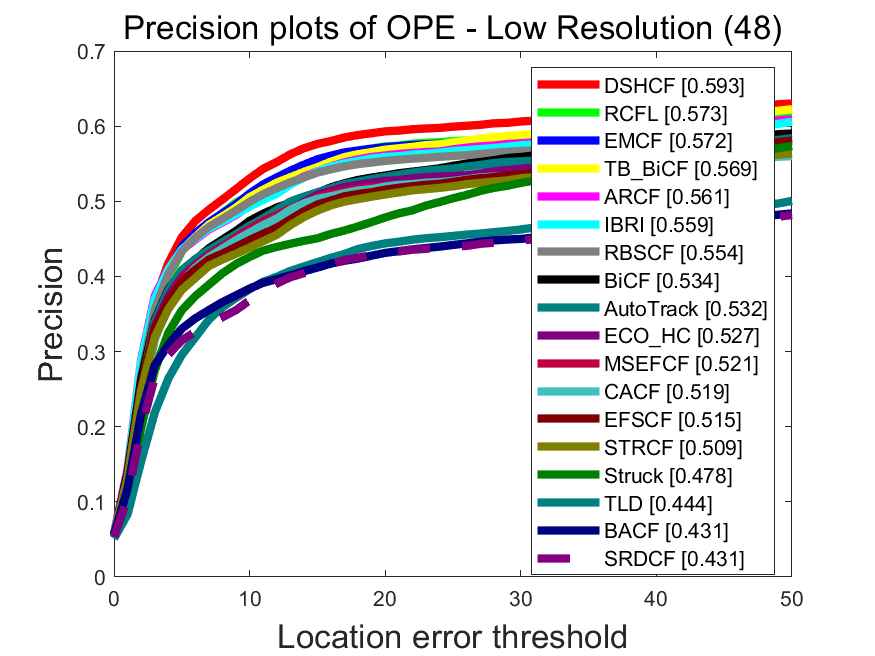 Precision plots of OPE - Low Resolution (48)
Precision
0.7
0.6
0.5
0.4
0.3
0.2
0.1
0
DSHCF [0.593]
RCFL [0.573]
EMCF [0.572]
TB_BiCF [0.569]
ARCF [0.561]
IBRI [0.559]
RBSCF [0.554]
BiCF [0.534]
AutoTrack [0.532]
ECO_HC [0.527]
MSEFCF [0.521]
CACF [0.519]
EFSCF [0.515]
STRCF [0.509]
Struck [0.478]
TLD [0.444]
BACF [0.431]
SRDCF [0.431]
0 10 20 30 40 50
Location error threshold